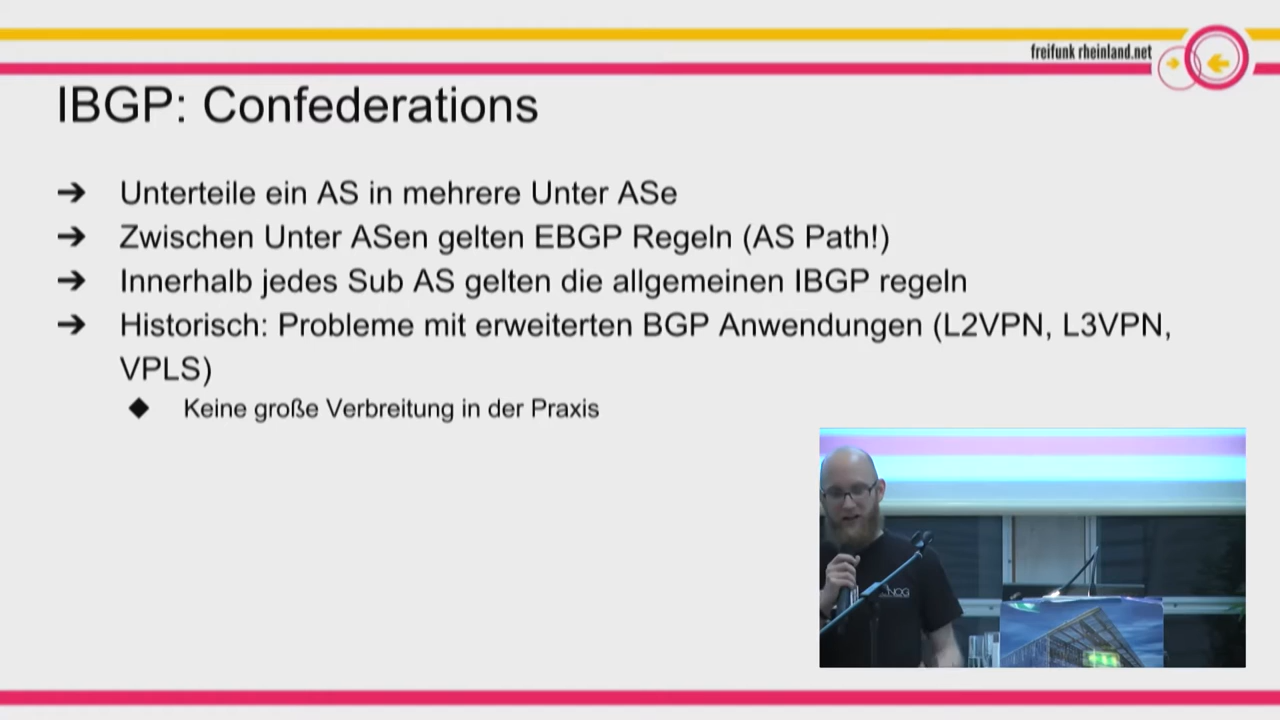 freifunk rheinland.net
IBGP: Confederations
➔ Unterteile ein AS in mehrere Unter ASe
➔ Zwischen Unter ASen gelten EBGP Regeln (AS Path!)
➔ Innerhalb jedes Sub AS gelten die allgemeinen IBGP regeln
➔ Historisch: Probleme mit erweiterten BGP Anwendungen (L2VPN, L3VPN,
VPLS)
◆ Keine große Verbreitung in der Praxis